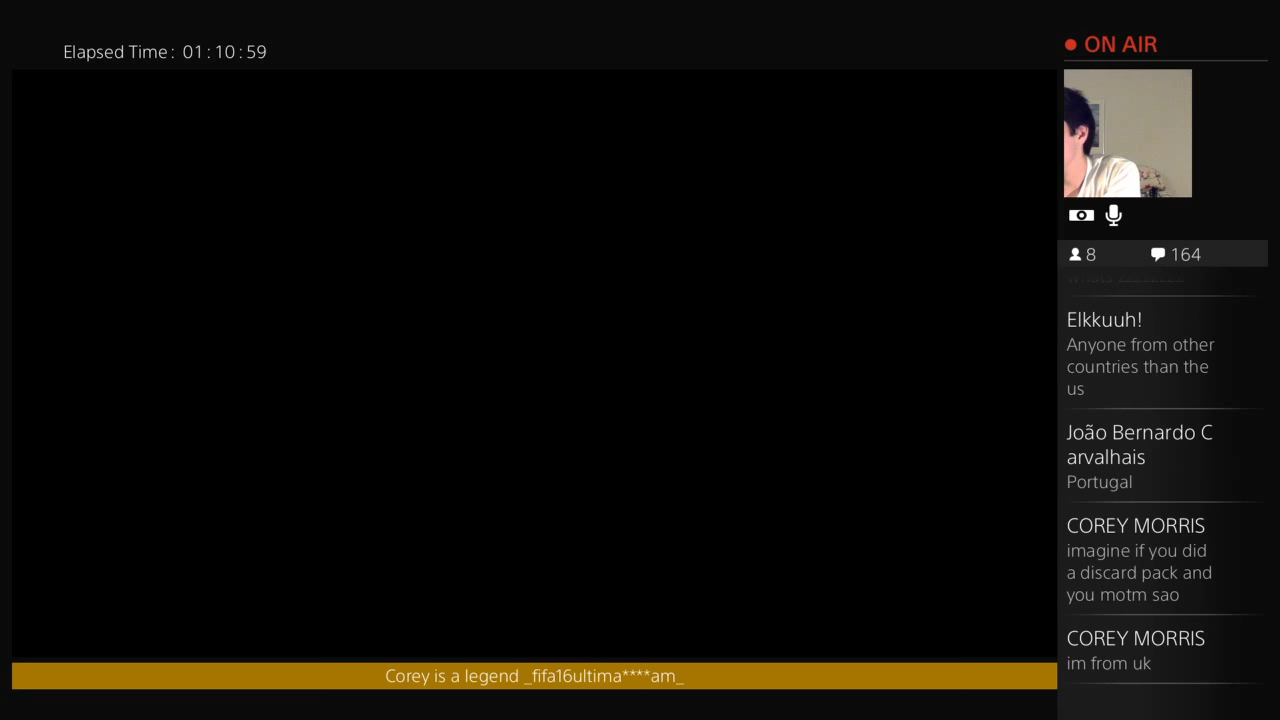 Elapsed Time: 01:10:59
ON AIR
8 164
Elkkuuh!
Anyone from other
countries than the
us
João Bernardo C
arvalhais
Portugal
COREY MORRIS
imagine if you did
a discard pack and
you motm sao
COREY MORRIS
im from uk
Corey is a legend _fifa16ultima****am_